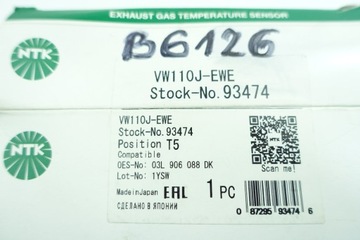 EXHAUST GAS TEMPERATURE SENSOR
B6126
NTK
VW110J-EWE
Stock-No. 93474
VW110J-EWE
Stock-No. 93474
Position T5
Compatible
OES-No: 03L 906 088 DK
Lot-No: 1YSW
Scan me!
NTK
Made in Japan EAC 1 PC
СДЕЛАНО В ЯПОНИИ
0 87295 93474 6